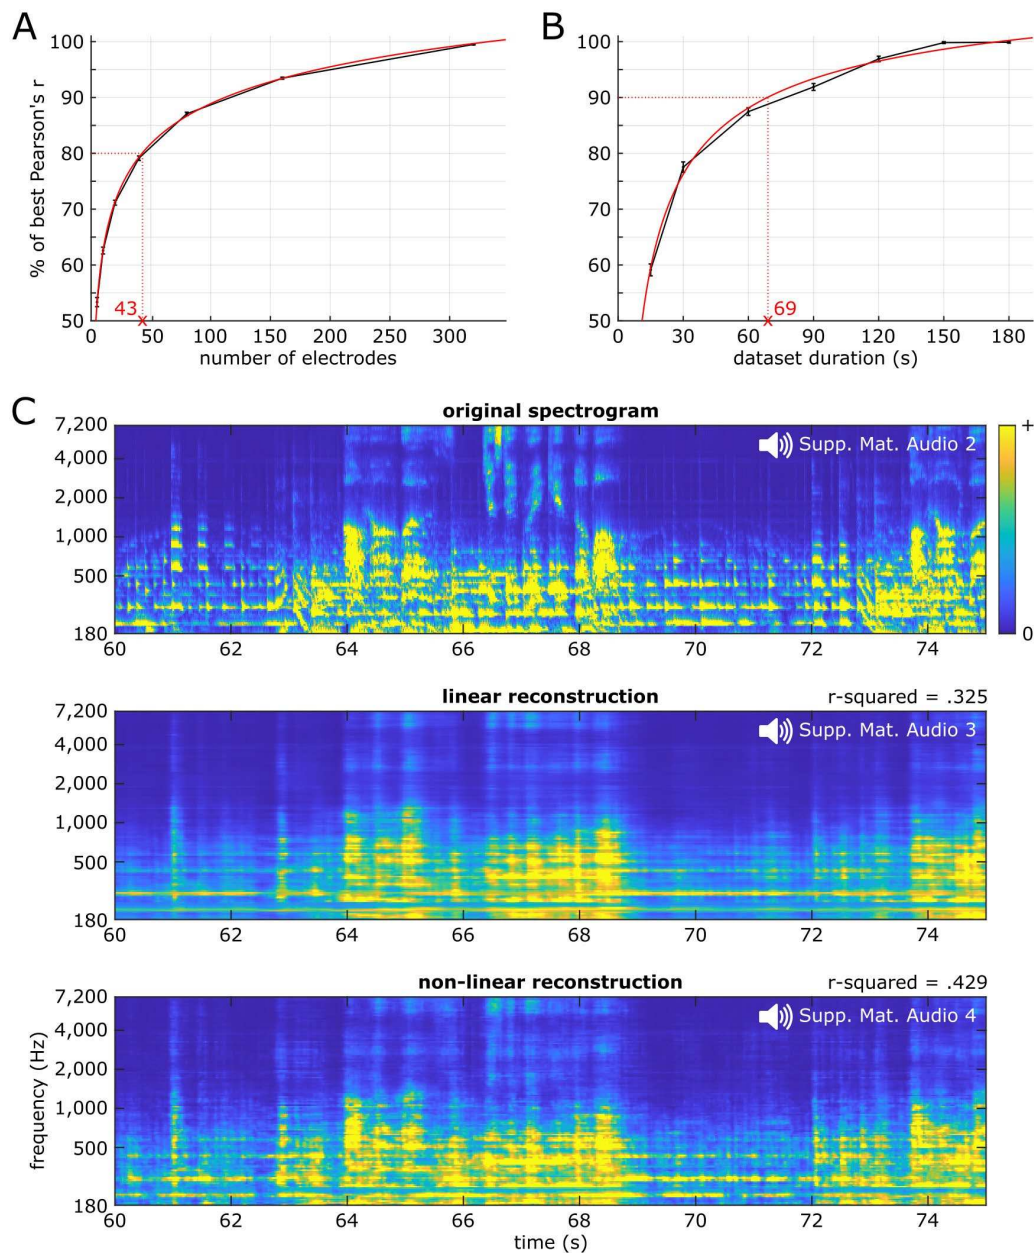 A
% of best Pearson's r
100
90
80
70
60
50
43
0 50 100 150 200 250 300
number of electrodes
B
100
90
80
70
60
50
69
0 30 60 90 120 150 180
dataset duration (s)
C
original spectrogram
Supp. Mat. Audio 2
7,200
4,000
2,000
1,000
500
180
60 62 64 66 68 70 72 74
+
0
linear reconstruction
r-squared = .325
Supp. Mat. Audio 3
7,200
4,000
2,000
1,000
500
180
60 62 64 66 68 70 72 74
non-linear reconstruction
r-squared = .429
Supp. Mat. Audio 4
frequency (Hz)
7,200
4,000
2,000
1,000
500
180
60 62 64 66 68 70 72 74
time (s)